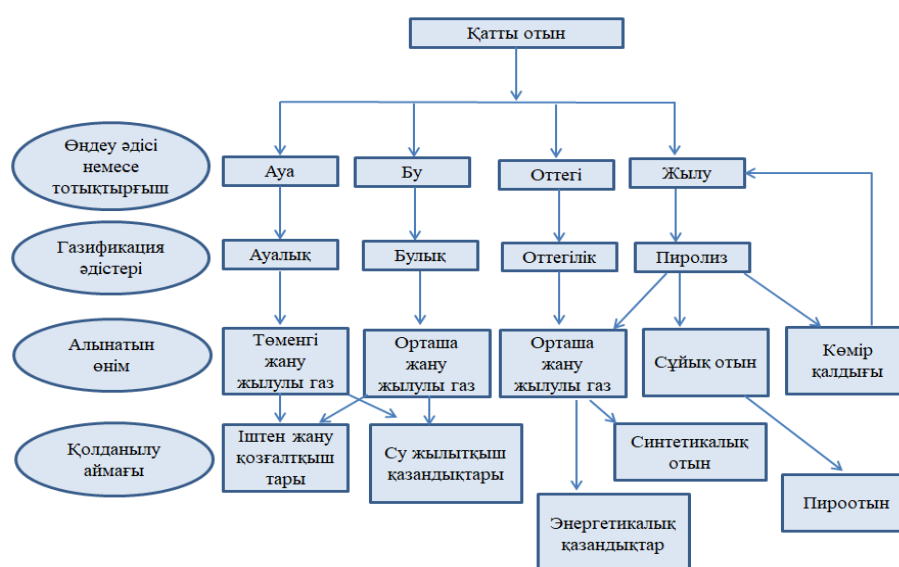 Қатты отын
Өңдеу әдісі
немесе
тотықтырғыш
Ауа
Бу
Оттегі
Жылу
Газификация
әдістері
Ауалық
Булық
Оттегілік
Пиролиз
Алынатын
өнім
Төменгі
жану
жылулы газ
Орташа
жану
жылулы газ
Орташа
жану
жылулы газ
Сұйық отын
Көмір
қалдығы
Қолданылу
аймағы
Іштен жану
қозғалтқыш
тары
Су жылытқыш
қазандықтары
Синтетикалық
отын
Энергетикалық
қазандықтар
Пироотын